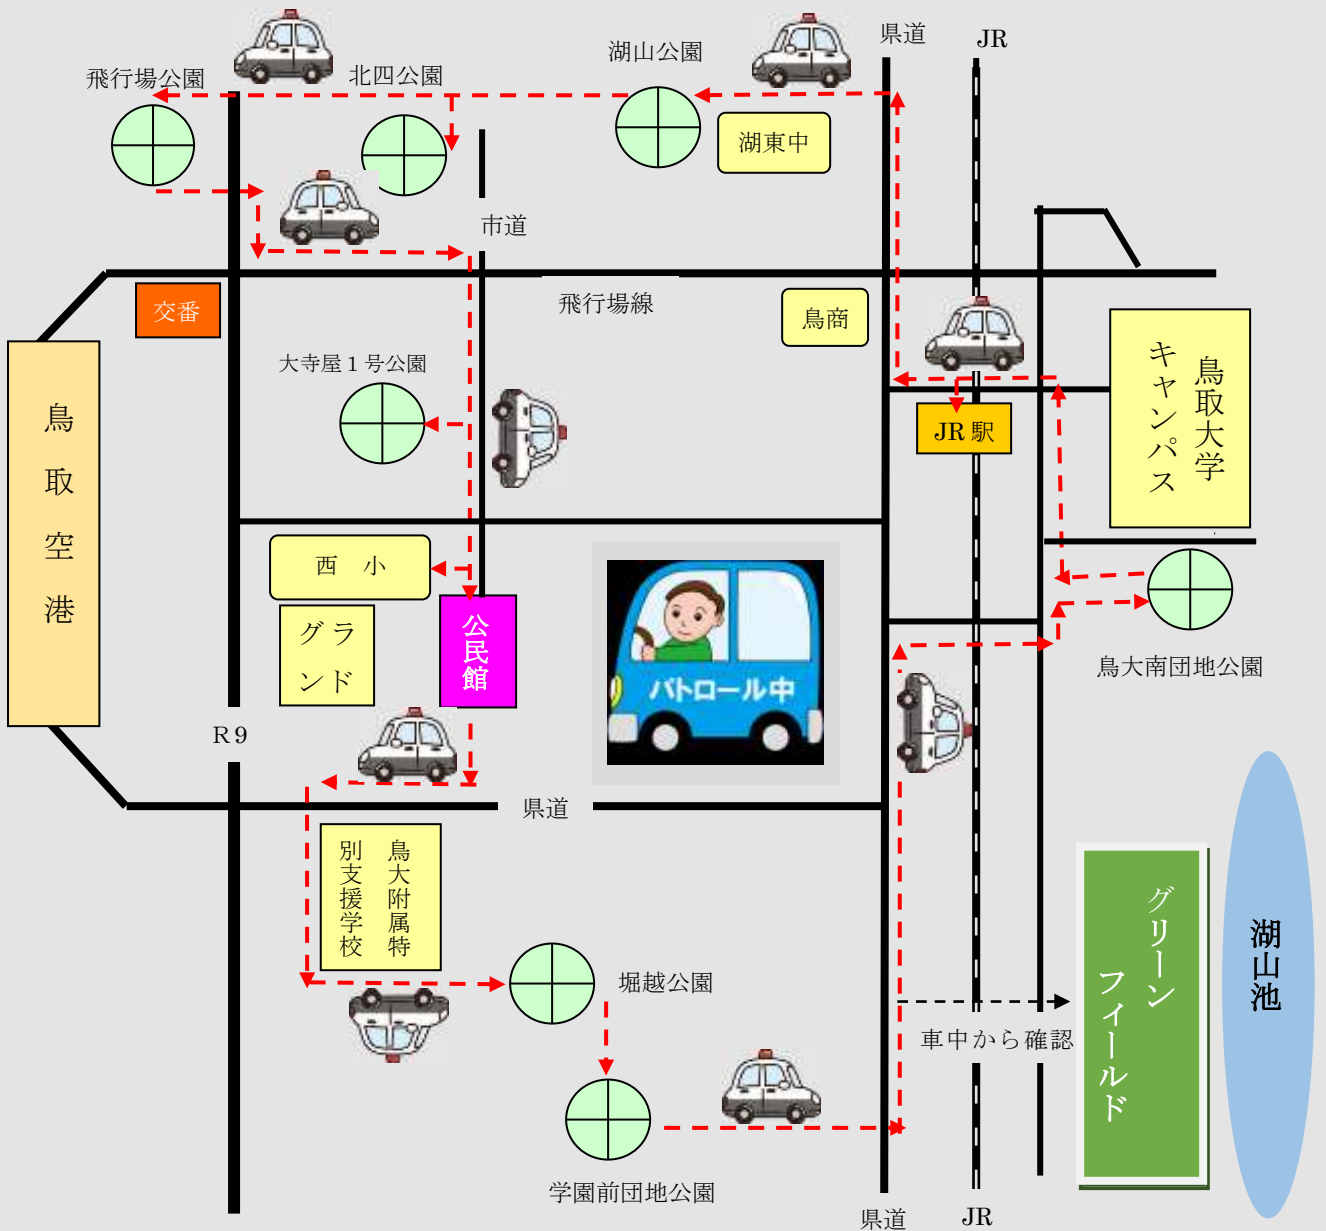 県道
JR
湖山公園
北四公園
飛行場公園
湖東中
市道
飛行場線
交番
鳥商
大寺屋１号公園
鳥取大学
キャンパス
JR駅
鳥取空港
西 小
グラ
ンド
公民館
パトロール中
鳥大南団地公園
R9
県道
鳥大附属特
別支援学校
堀越公園
グリーン
フィールド
湖山池
車中から確認
学園前団地公園
県道
JR